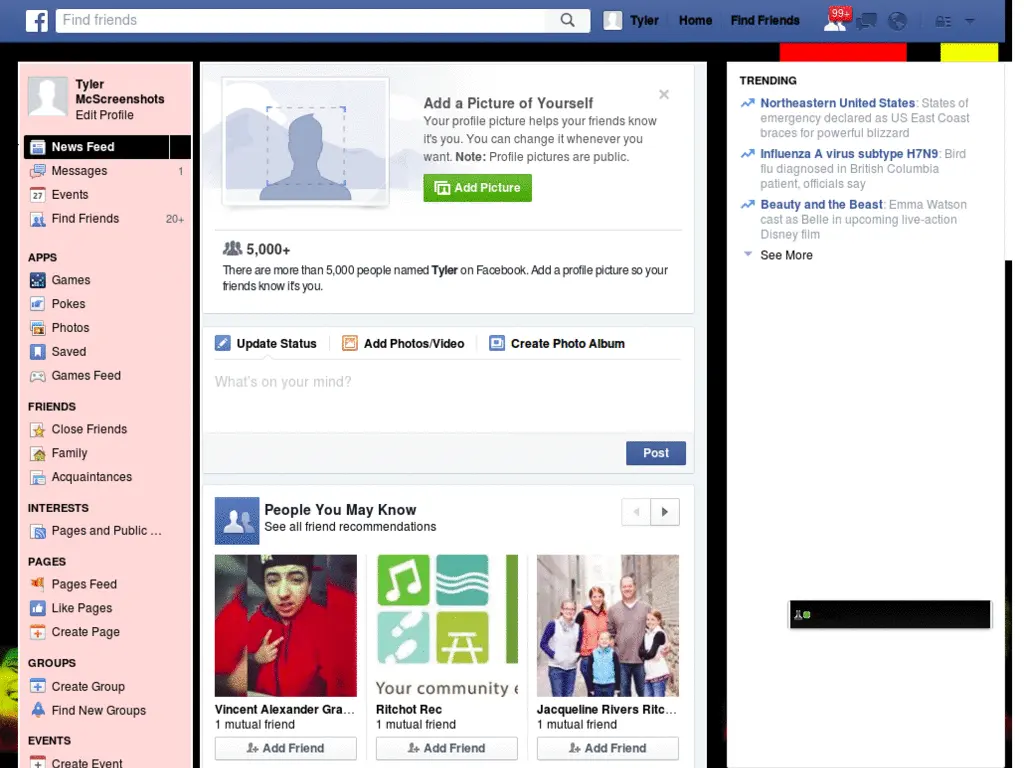 f
Find friends
Tyler
Home
Find Friends
99+
Tyler
McScreenshots
Edit Profile
News Feed
Messages 1
27 Events
Find Friends 20+
APPS
Games
Pokes
Photos
Saved
Games Feed
FRIENDS
Close Friends
Family
Acquaintances
INTERESTS
Pages and Public ...
PAGES
Pages Feed
Like Pages
Create Page
GROUPS
Create Group
Find New Groups
EVENTS
Create Event
Add a Picture of Yourself
Your profile picture helps your friends know
it's you. You can change it whenever you
want. Note: Profile pictures are public.
Add Picture
5,000+
There are more than 5,000 people named Tyler on Facebook. Add a profile picture so your
friends know it's you.
Update Status
Add Photos/Video
Create Photo Album
What's on your mind?
Post
People You May Know
See all friend recommendations
Your community e
Vincent Alexander Gra...
1 mutual friend
Add Friend
Ritchot Rec
1 mutual friend
Add Friend
Jacqueline Rivers Ritc...
1 mutual friend
Add Friend
TRENDING
Northeastern United States: States of
emergency declared as US East Coast
braces for powerful blizzard
Influenza A virus subtype H7N9: Bird
flu diagnosed in British Columbia
patient, officials say
Beauty and the Beast: Emma Watson
cast as Belle in upcoming live-action
Disney film
See More